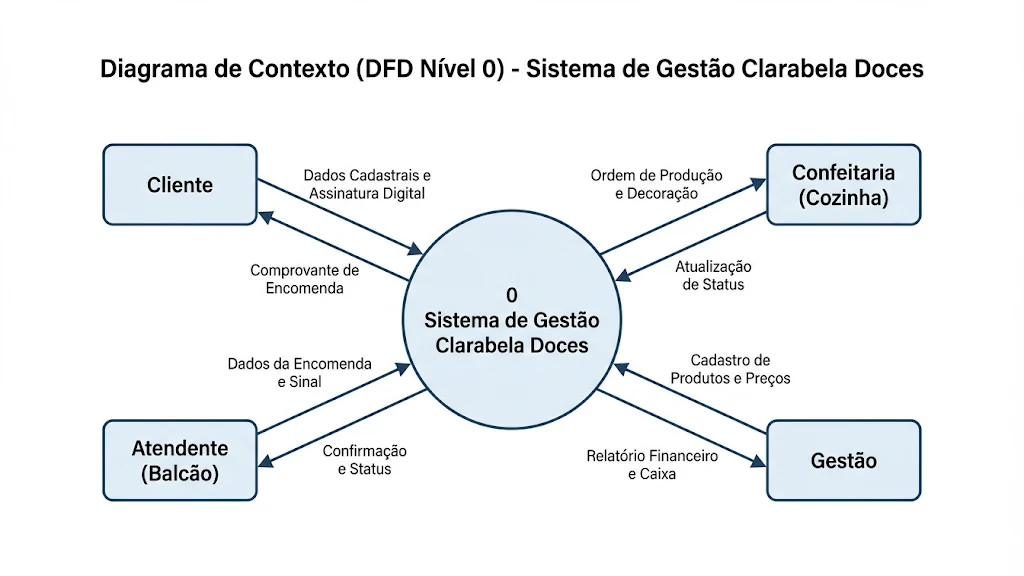 Diagrama de Contexto (DFD Nível 0) - Sistema de Gestão Clarabela Doces
Cliente
Dados Cadastrais e
Assinatura Digital
Comprovante de
Encomenda
Ordem de Produção
e Decoração
Confeitaria
(Cozinha)
Atualização
de Status
0
Sistema de Gestão
Clarabela Doces
Dados da Encomenda
e Sinal
Atendente
(Balcão)
Confirmação
e Status
Cadastro de
Produtos e Preços
Relatório Financeiro
e Caixa
Gestão